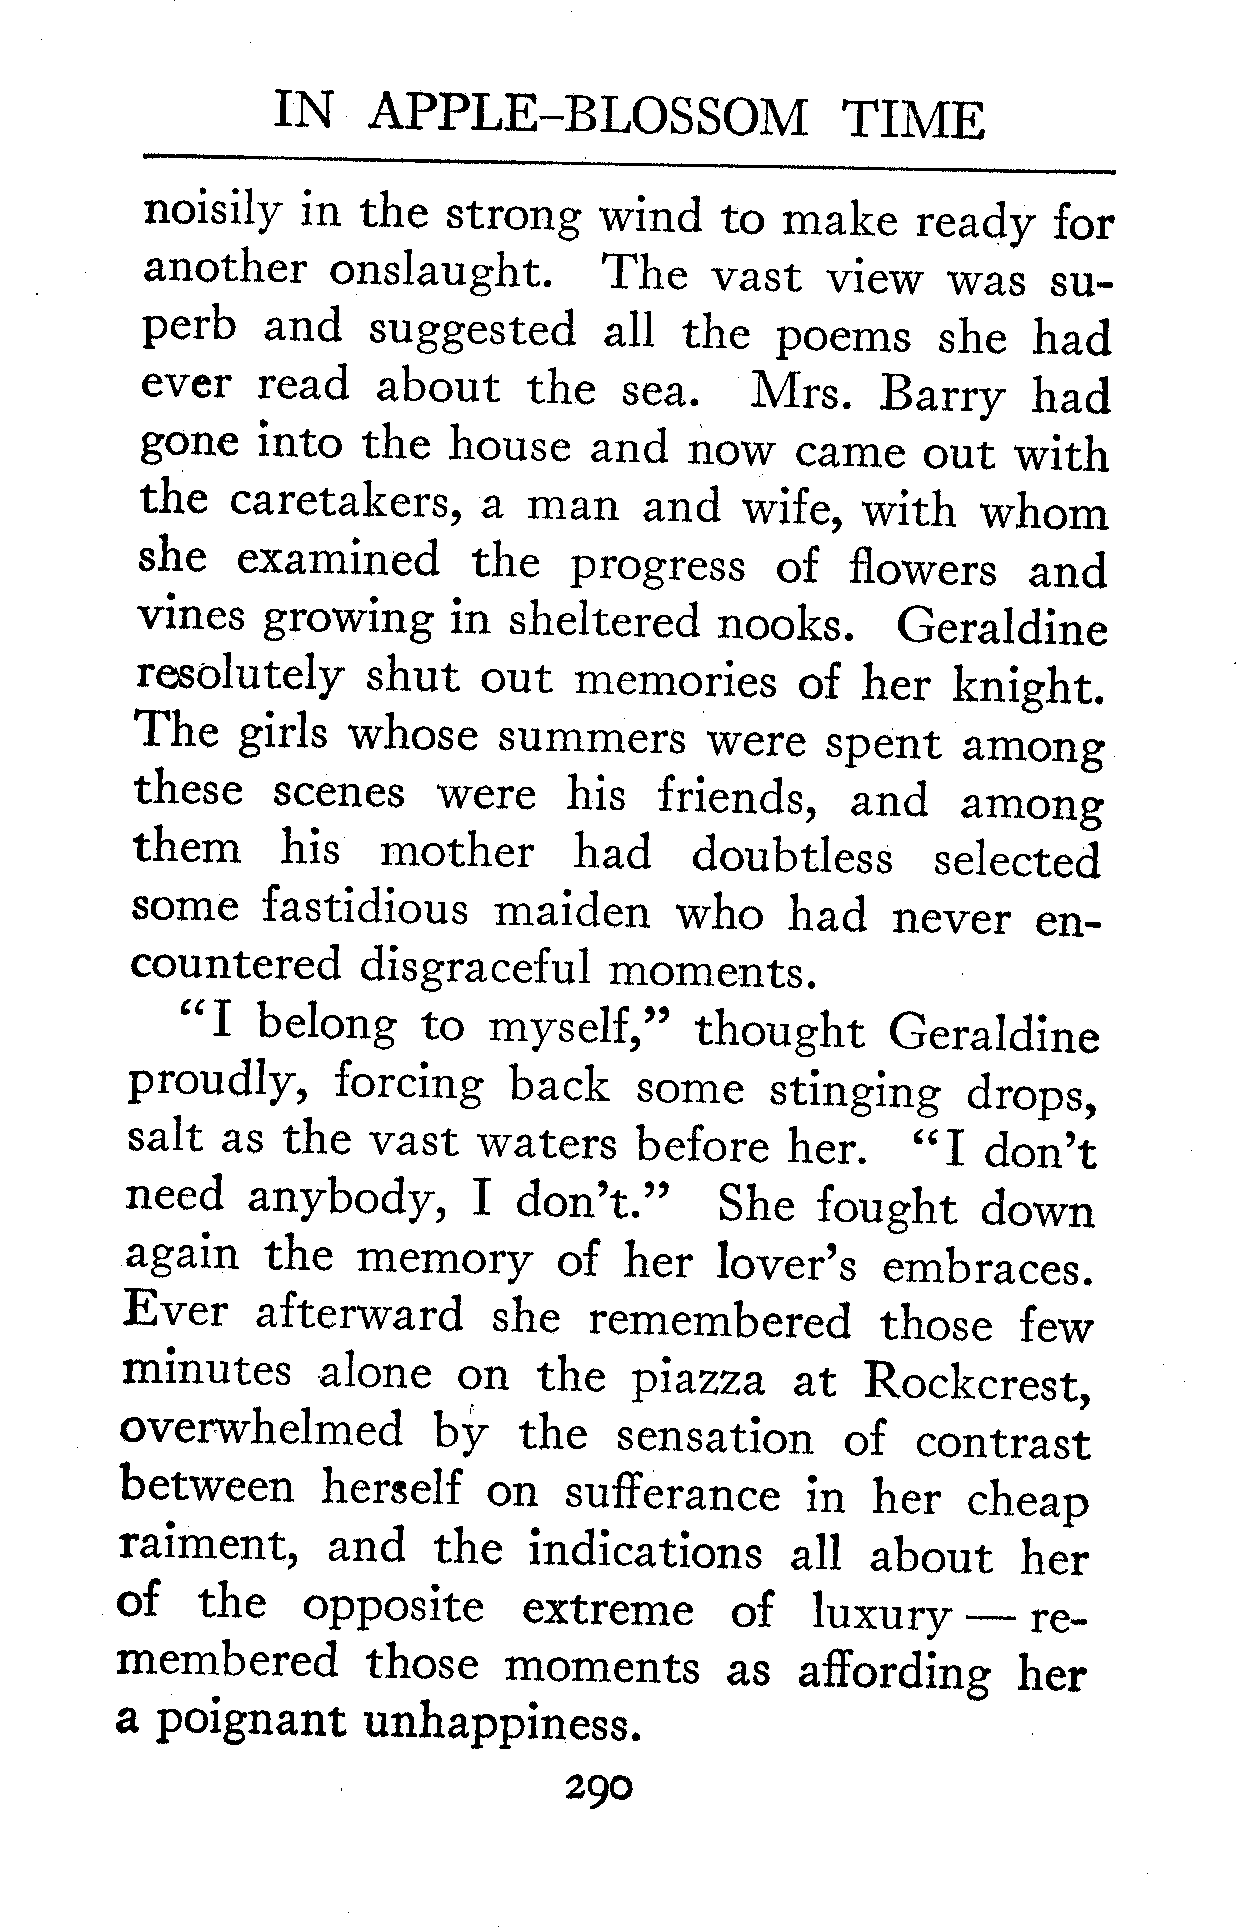 IN APPLE-BLOSSOM TIME
noisily in the strong wind to make ready for
another onslaught. The vast view was su-
perb and suggested all the poems she had
ever read about the sea. Mrs. Barry had
gone into the house and now came out with
the caretakers, a man and wife, with whom
she examined the progress of flowers and
vines growing in sheltered nooks. Geraldine
resolutely shut out memories of her knight.
The girls whose summers were spent among
these scenes were his friends, and among
them his mother had doubtless selected
some fastidious maiden who had never en-
countered disgraceful moments.
“I belong to myself,” thought Geraldine
proudly, forcing back some stinging drops,
salt as the vast waters before her. “I don’t
need anybody, I don’t.” She fought down
again the memory of her lover’s embraces.
Ever afterward she remembered those few
minutes alone on the piazza at Rockcrest,
overwhelmed by the sensation of contrast
between herself on sufferance in her cheap
raiment, and the indications all about her
of the opposite extreme of luxury — re-
membered those moments as affording her
a poignant unhappiness.
290